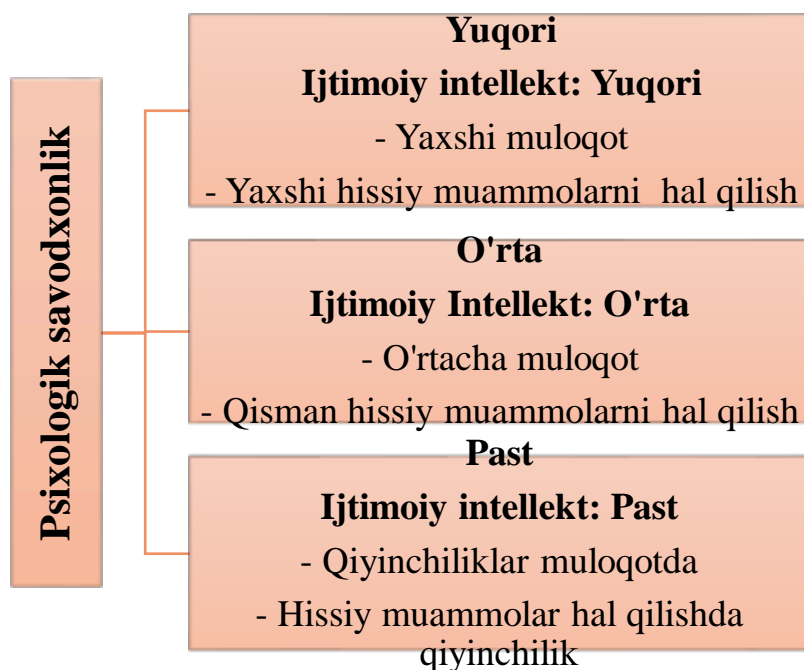 Psixologik savodxonlik
Yuqori
Ijtimoiy intellekt: Yuqori
- Yaxshi muloqot
- Yaxshi hissiy muammolarni hal qilish
O'rta
Ijtimoiy Intellekt: O'rta
- O'rtacha muloqot
- Qisman hissiy muammolarni hal qilish
Past
Ijtimoiy intellekt: Past
- Qiyinchiliklar muloqotda
- Hissiy muammolar hal qilishda
qiyinchilik